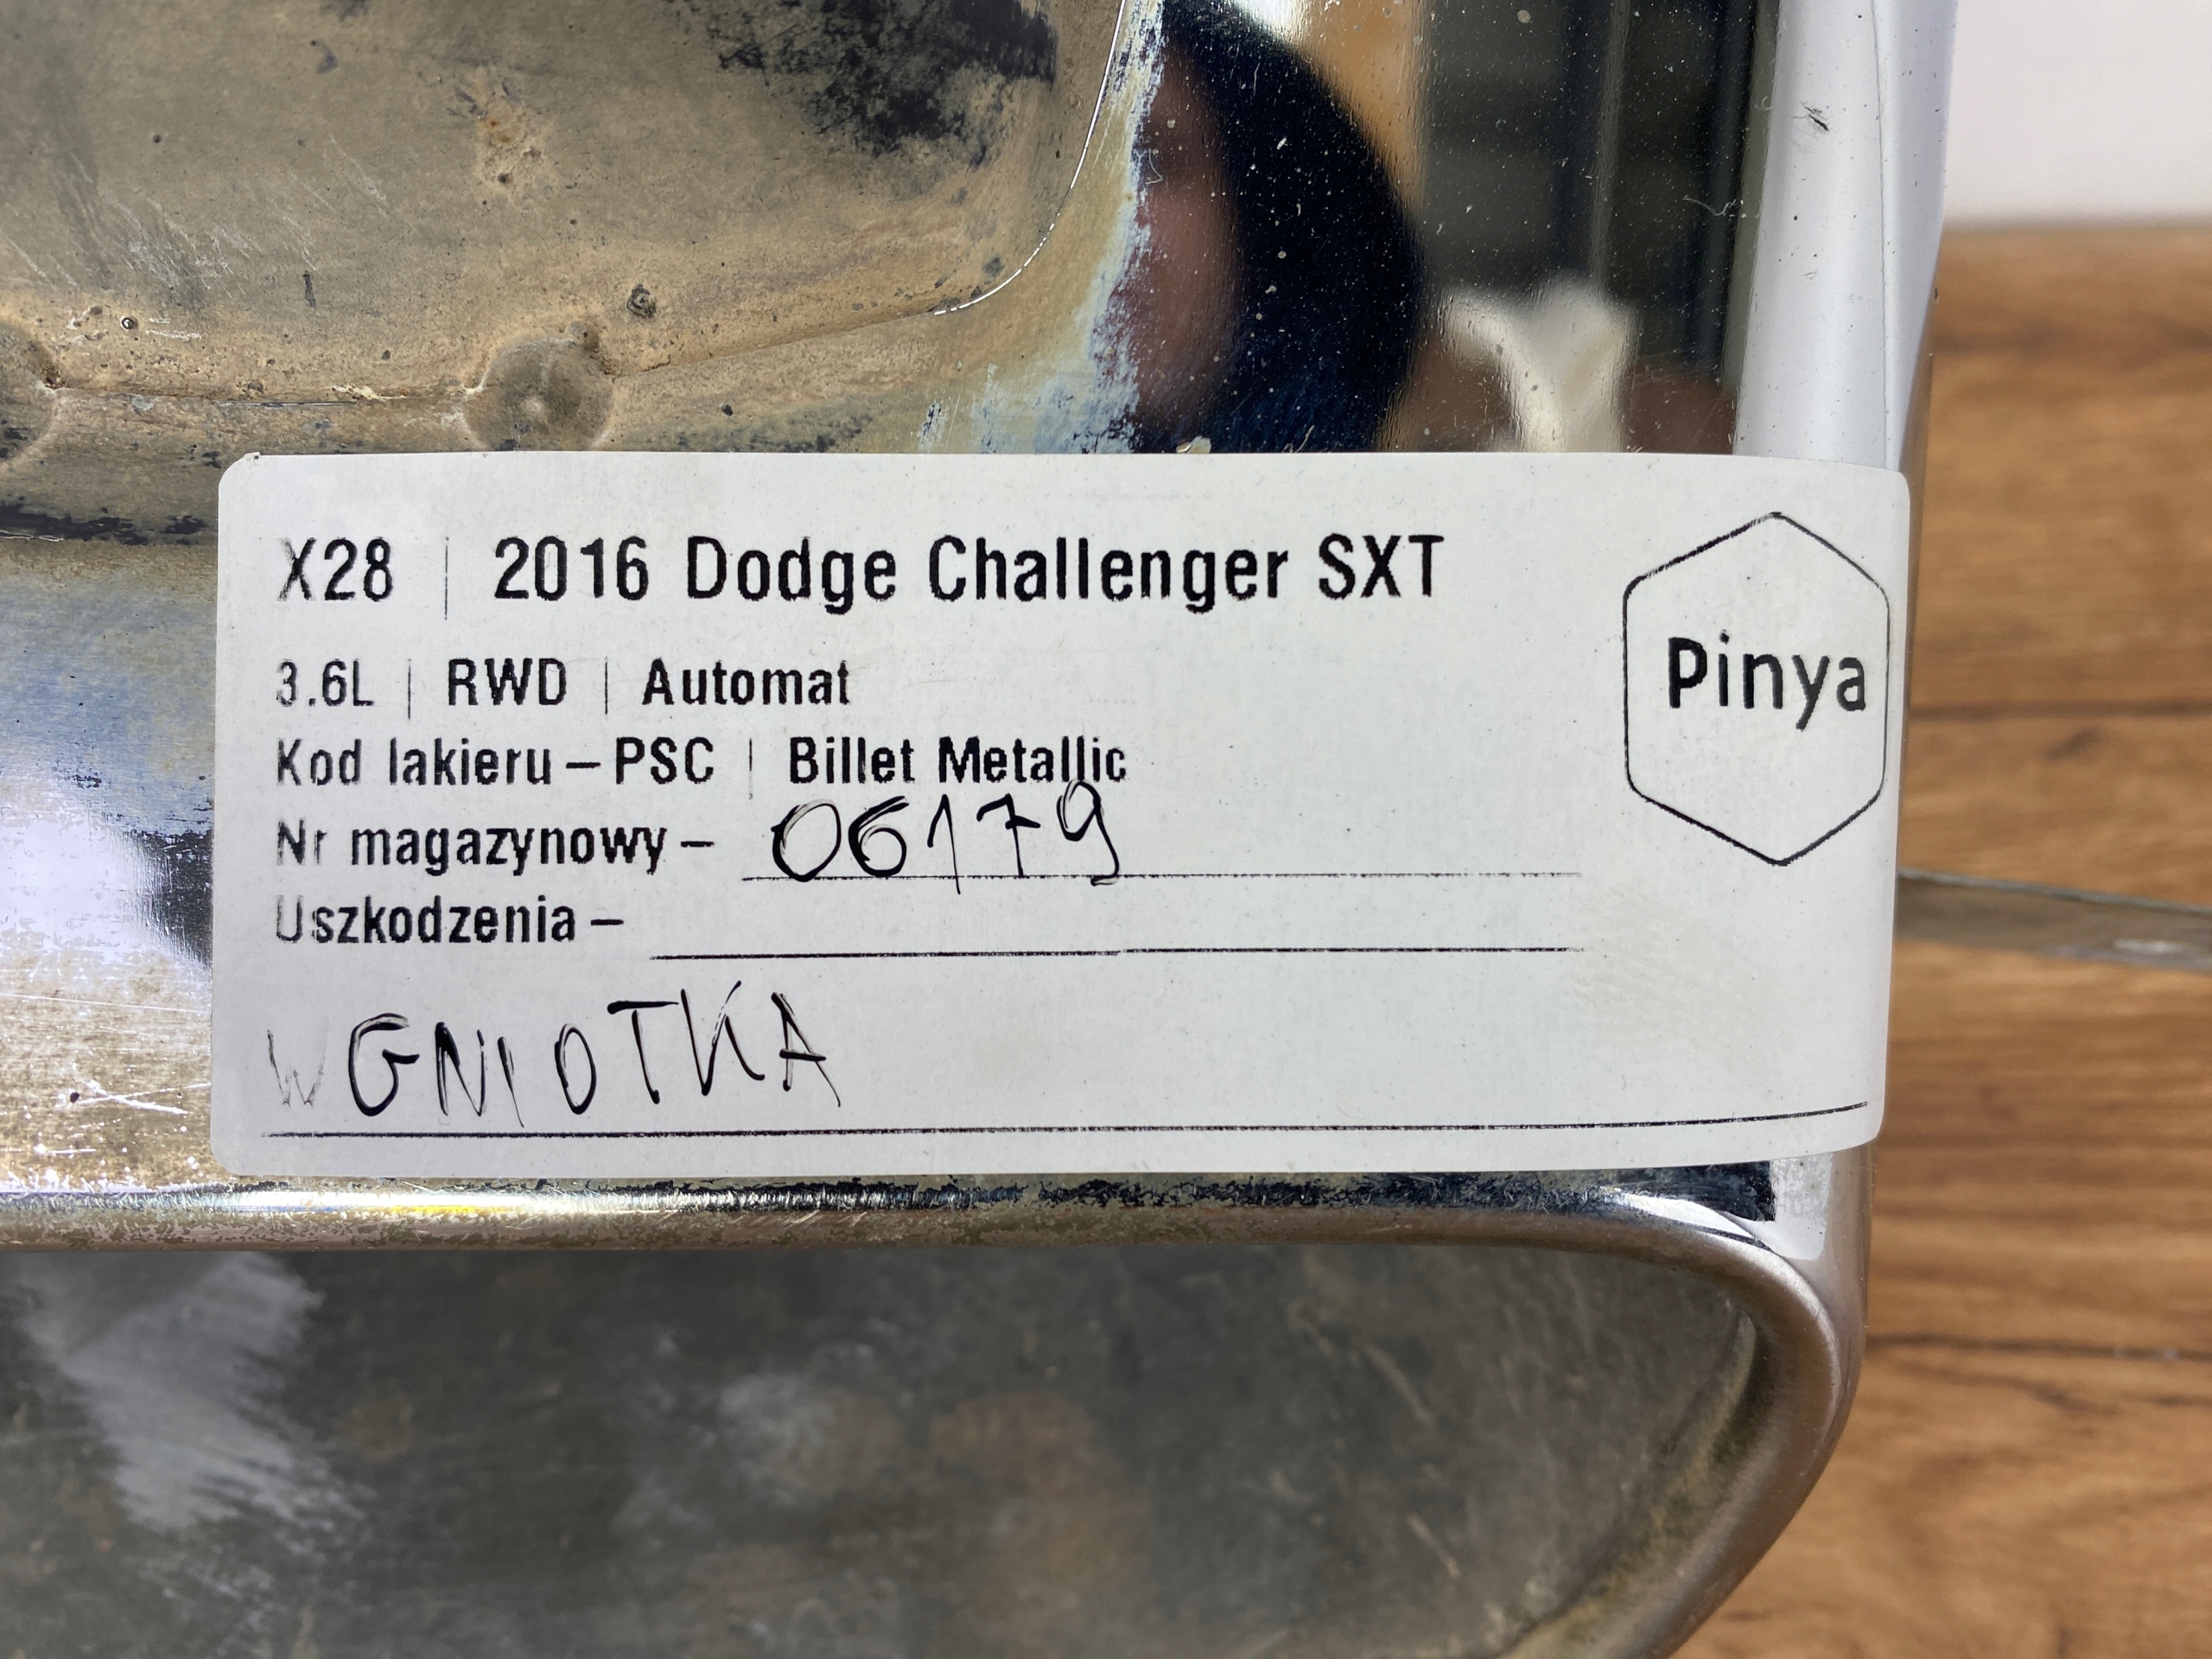 X28 | 2016 Dodge Challenger SXT
Pinya
3.6L | RWD | Automat
Kod lakieru – PSC | Billet Metallic
Nr magazynowy – 06179
Uszkodzenia –
WGNIOTKA